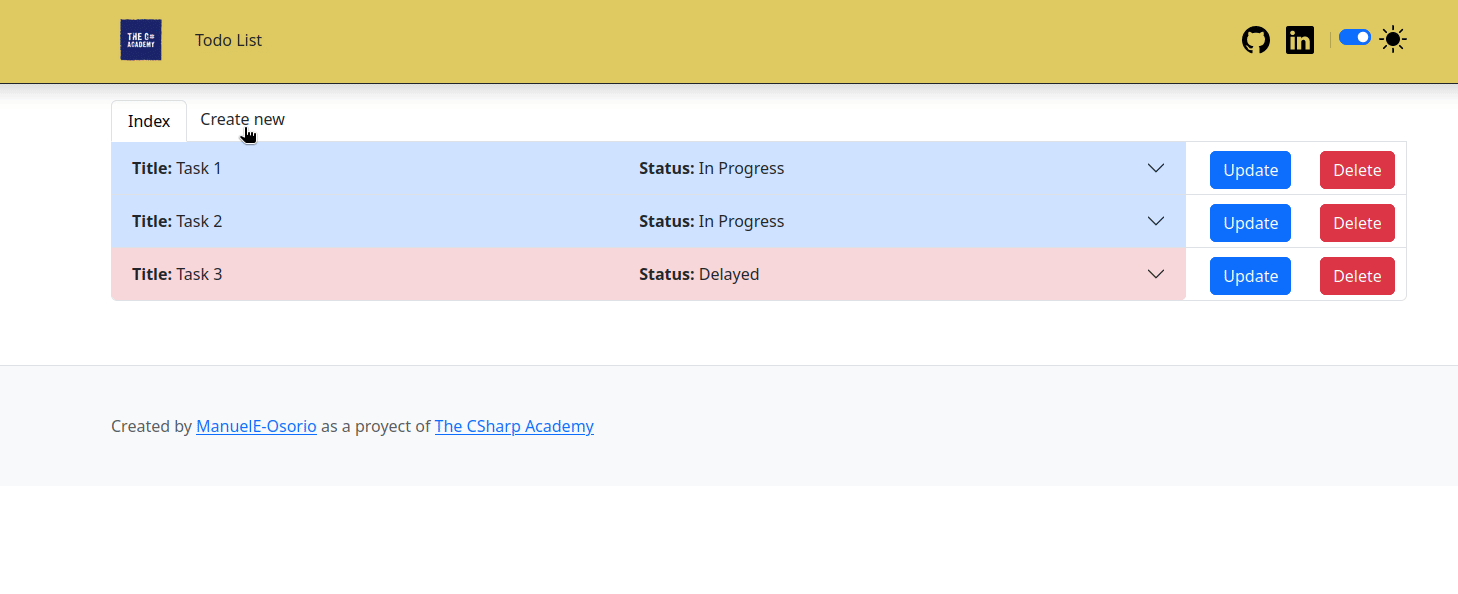 THE C#
ACADEMY
Todo List
Index
Create new
Title: Task 1 Status: In Progress Update Delete
Title: Task 2 Status: In Progress Update Delete
Title: Task 3 Status: Delayed Update Delete
Created by ManuelE-Osorio as a proyect of The CSharp Academy